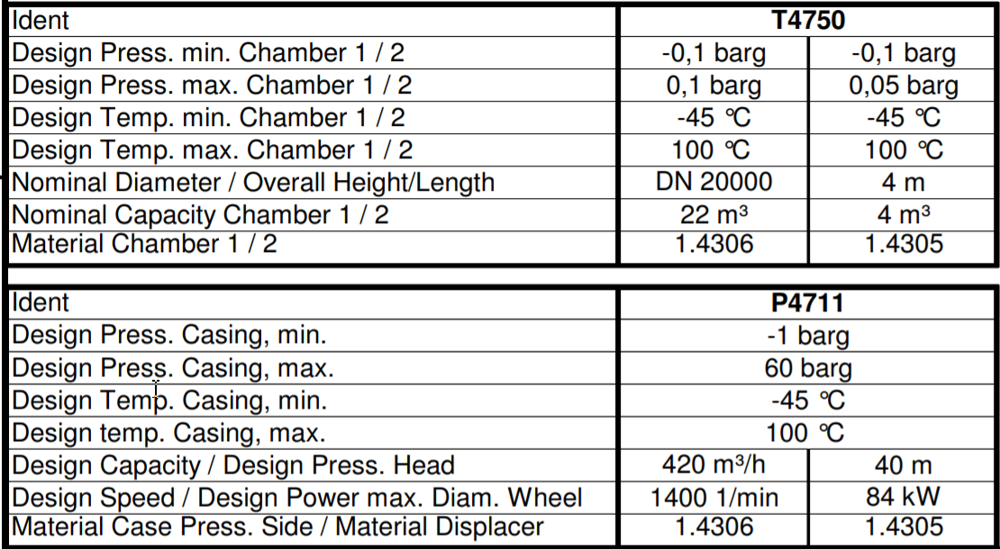 Ident T4750
Design Press. min. Chamber 1 / 2 -0,1 barg -0,1 barg
Design Press. max. Chamber 1 / 2 0,1 barg 0,05 barg
Design Temp. min. Chamber 1 / 2 -45 °C -45 °C
Design Temp. max. Chamber 1 / 2 100 °C 100 °C
Nominal Diameter / Overall Height/Length DN 20000 4 m
Nominal Capacity Chamber 1 / 2 22 m³ 4 m³
Material Chamber 1 / 2 1.4306 1.4305
Ident P4711
Design Press. Casing, min. -1 barg
Design Press. Casing, max. 60 barg
Design Temp. Casing, min. -45 °C
Design temp. Casing, max. 100 °C
Design Capacity / Design Press. Head 420 m³/h 40 m
Design Speed / Design Power max. Diam. Wheel 1400 1/min 84 kW
Material Case Press. Side / Material Displacer 1.4306 1.4305